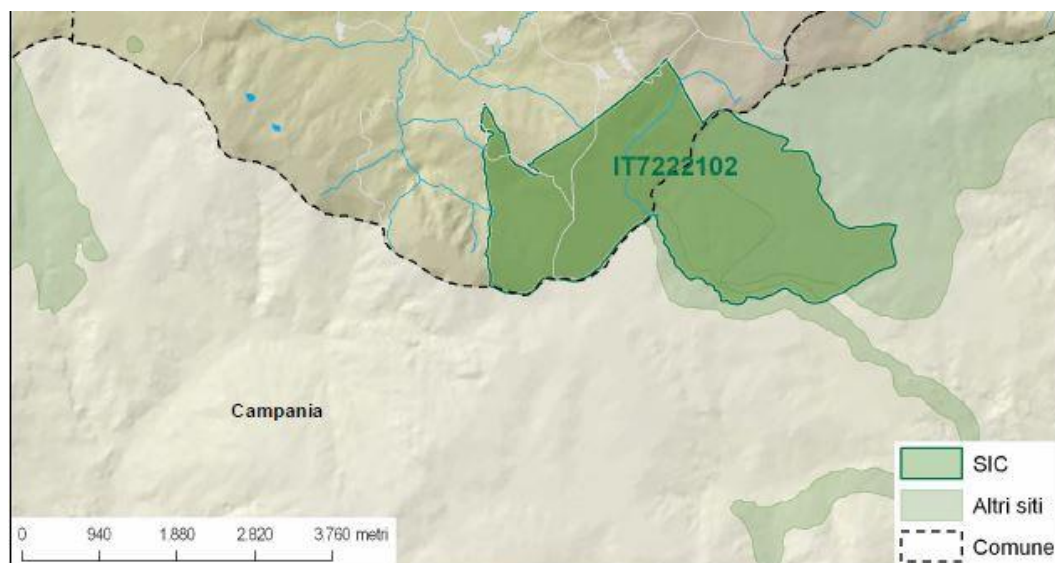 IT7222102
Campania
SIC
Altri siti
Comune
0 940 1.880 2.820 3.760 metri